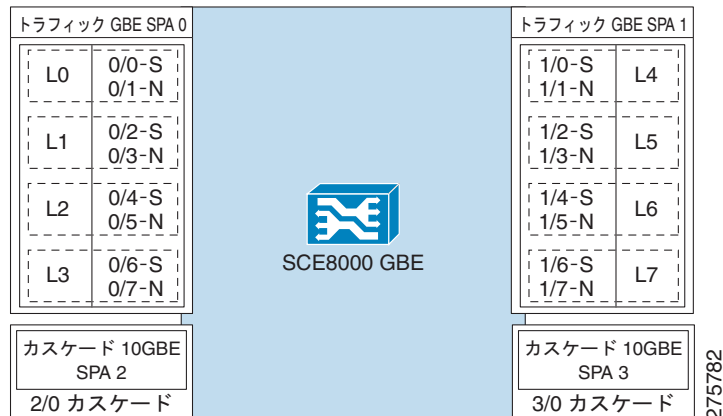 トラフィック GBE SPA 0
L0
0/0-S
0/1-N
L1
0/2-S
0/3-N
L2
0/4-S
0/5-N
L3
0/6-S
0/7-N
カスケード 10GBE
SPA 2
2/0 カスケード
SCE8000 GBE
トラフィック GBE SPA 1
1/0-S
1/1-N
L4
1/2-S
1/3-N
L5
1/4-S
1/5-N
L6
1/6-S
1/7-N
L7
カスケード 10GBE
SPA 3
3/0 カスケード
275782